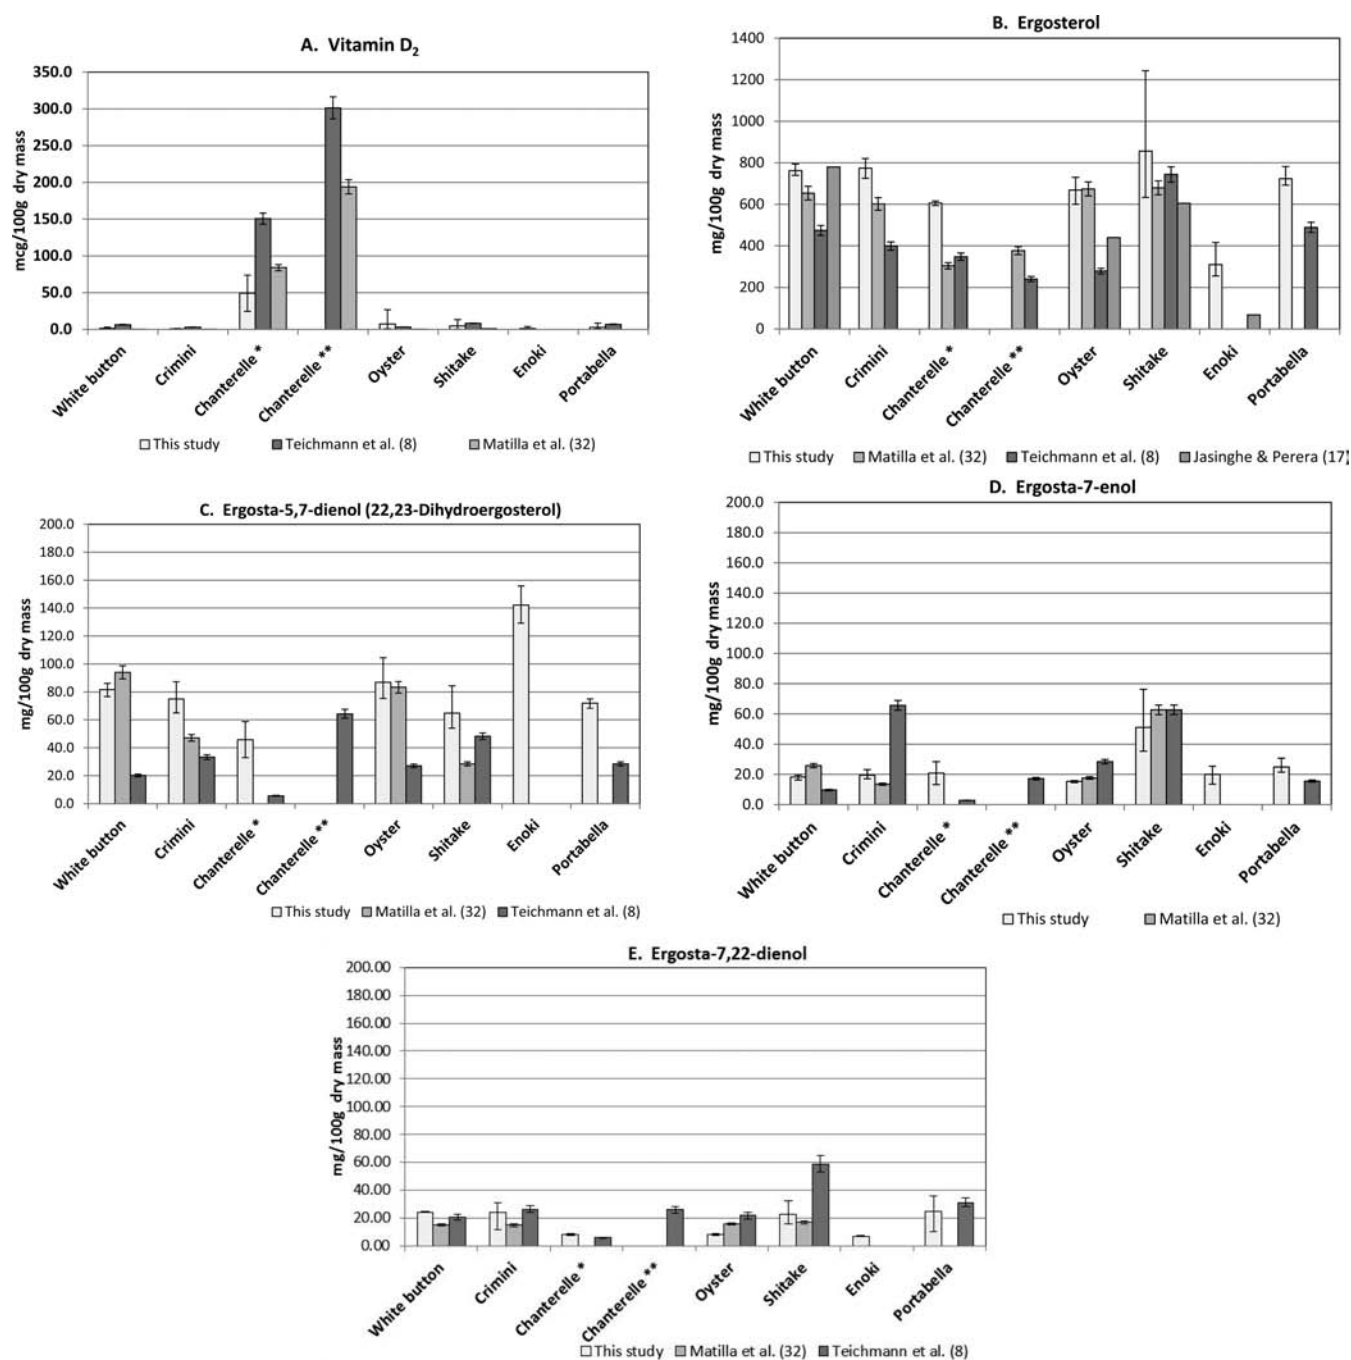 A. Vitamin D2
mcg/100g dry mass
350.0
300.0
250.0
200.0
150.0
100.0
50.0
0.0
White button
Crimini
Chanterelle *
Chanterelle **
Oyster
Shitake
Enoki
Portabella
This study Teichmann et al. (8) Matilla et al. (32)
B. Ergosterol
mg/100g dry mass
1400
1200
1000
800
600
400
200
0
White button
Crimini
Chanterelle *
Chanterelle **
Oyster
Shitake
Enoki
Portabella
This study Matilla et al. (32) Teichmann et al. (8) Jasinghe & Perera (17)
C. Ergosta-5,7-dienol (22,23-Dihydroergosterol)
mg/100g dry mass
200.0
180.0
160.0
140.0
120.0
100.0
80.0
60.0
40.0
20.0
0.0
White button
Crimini
Chanterelle *
Chanterelle **
Oyster
Shitake
Enoki
Portabella
This study Matilla et al. (32) Teichmann et al. (8)
D. Ergosta-7-enol
mg/100g dry mass
200.0
180.0
160.0
140.0
120.0
100.0
80.0
60.0
40.0
20.0
0.0
White button
Crimini
Chanterelle *
Chanterelle **
Oyster
Shitake
Enoki
Portabella
This study Matilla et al. (32)
E. Ergosta-7,22-dienol
mg/100g dry mass
200.00
180.00
160.00
140.00
120.00
100.00
80.00
60.00
40.00
20.00
0.00
White button
Crimini
Chanterelle *
Chanterelle **
Oyster
Shitake
Enoki
Portabella
This study Matilla et al. (32) Teichmann et al. (8)